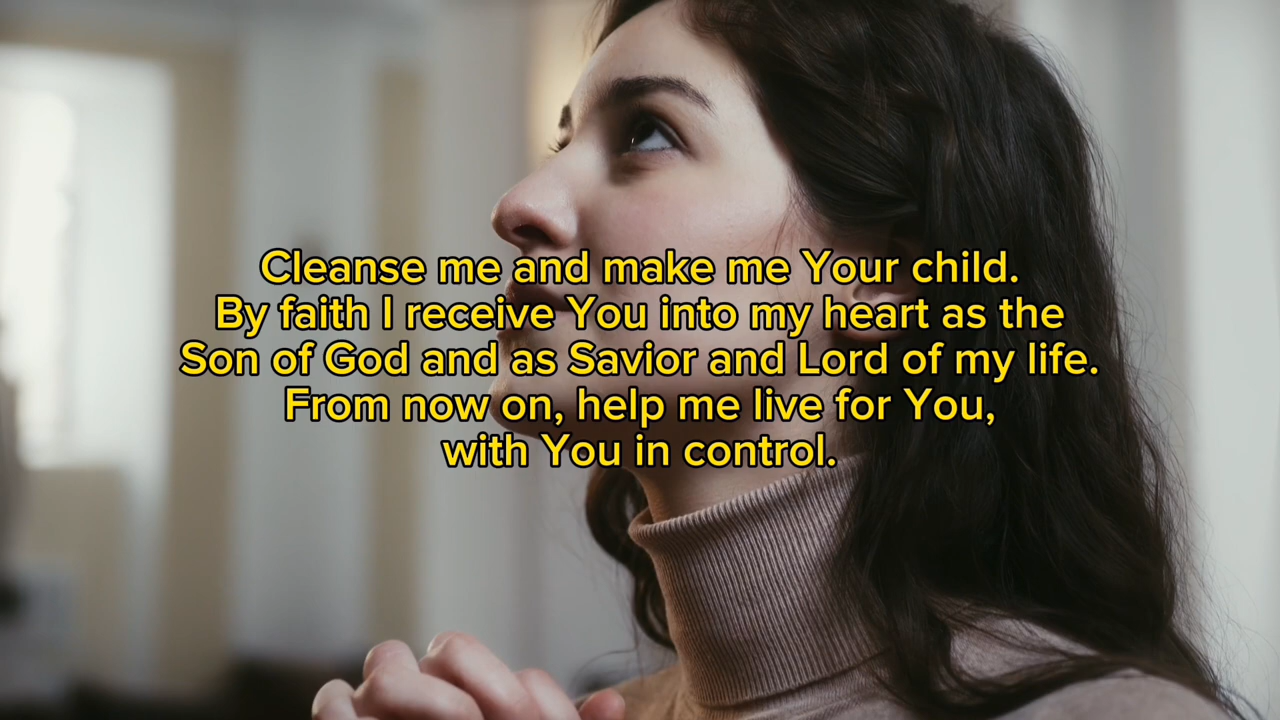 Cleanse me and make me Your child.
By faith I receive You into my heart as the
Son of God and as Savior and Lord of my life.
From now on, help me live for You,
with You in control.